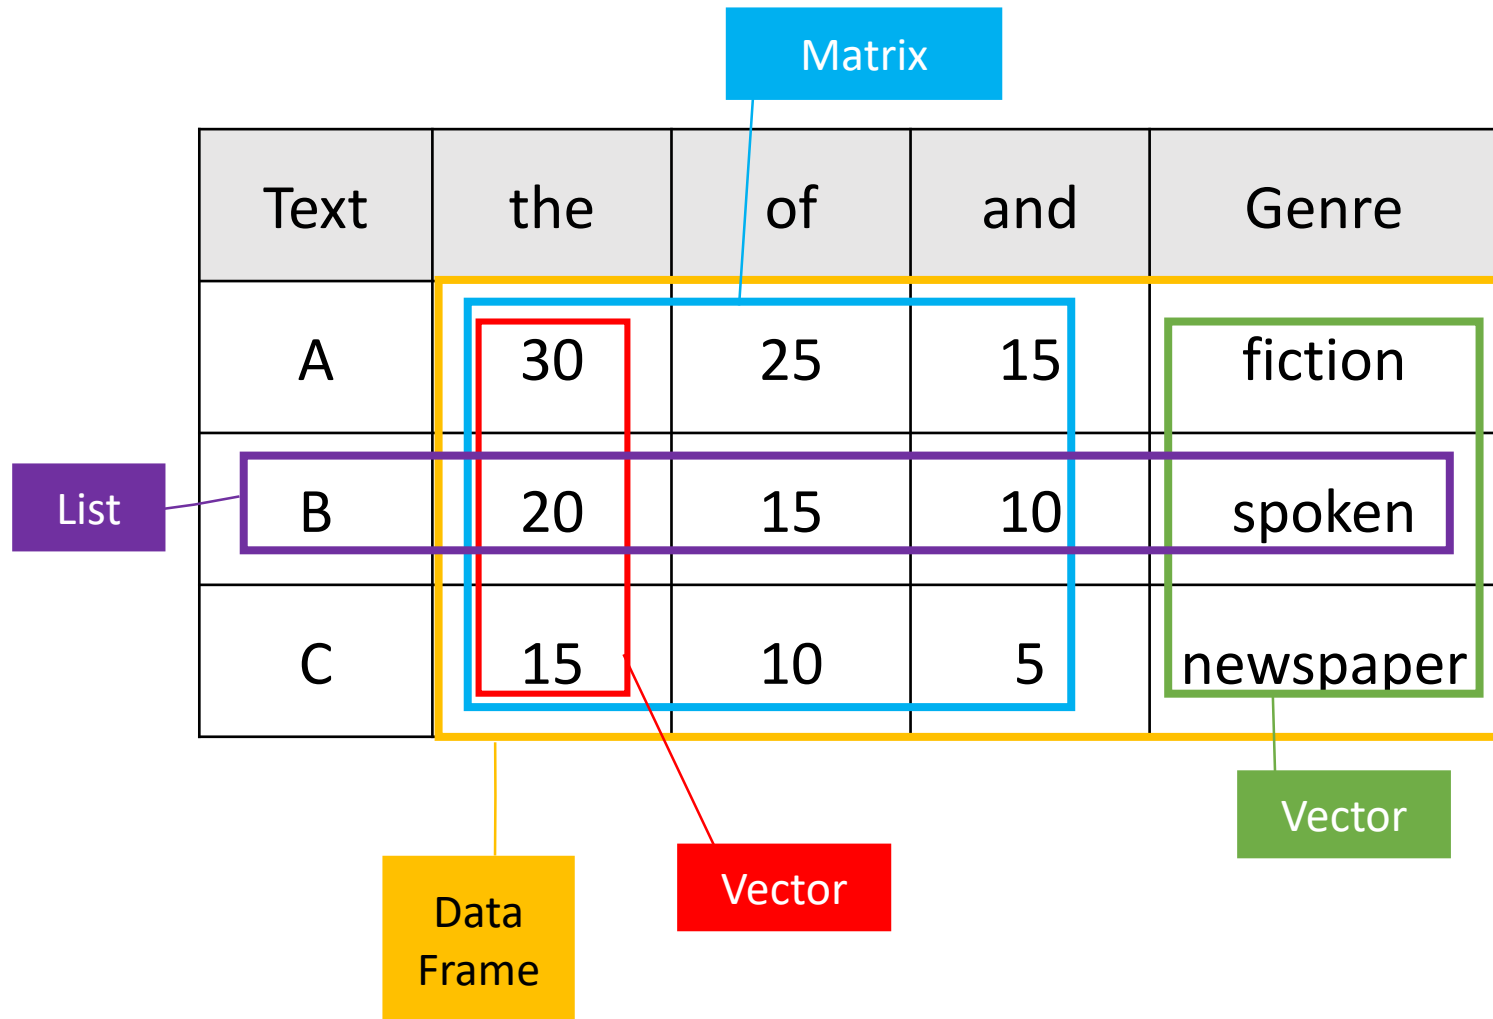 Matrix
Text the of and Genre
A 30 25 15 fiction
List B 20 15 10 spoken
C 15 10 5 newspaper
Vector
Vector
Data
Frame